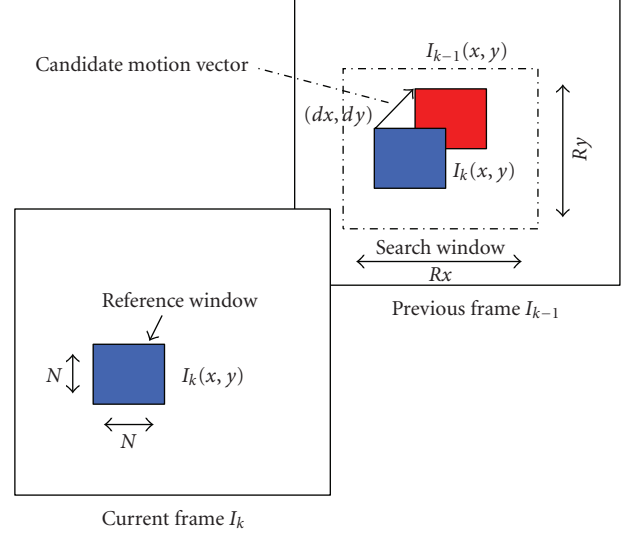 I_{k−1}(x, y)
Candidate motion vector
(dx, dy)
Ry
I_k(x, y)
Search window
Rx
Previous frame I_{k−1}
Reference window
N
I_k(x, y)
N
Current frame I_k